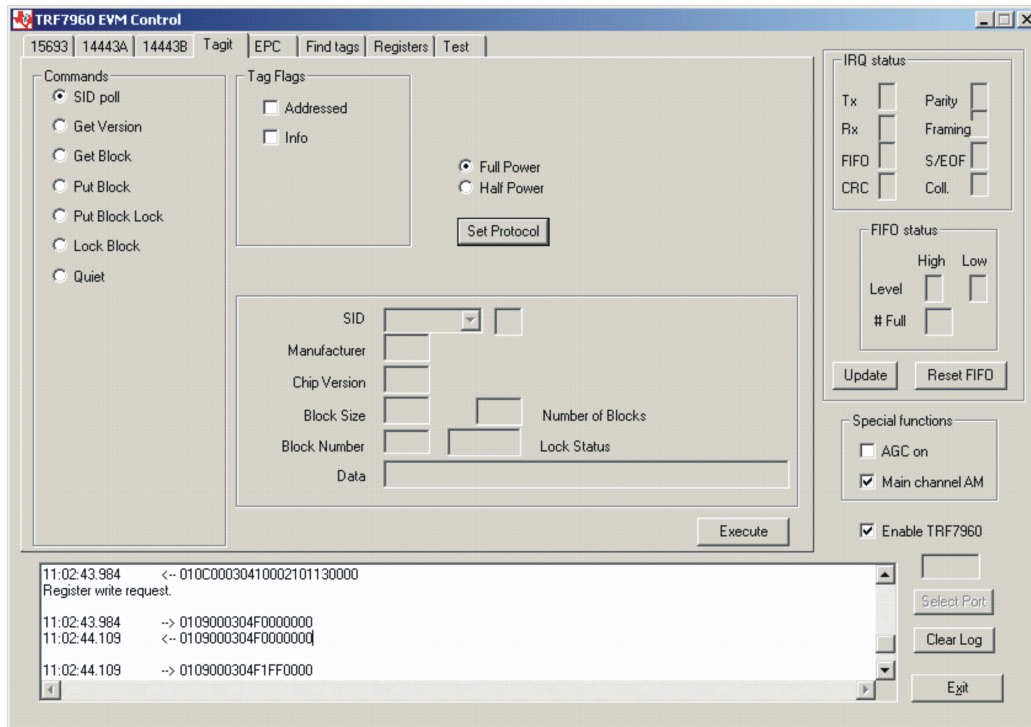 TRF7960 EVM Control
15693 14443A 14443B Tagit EPC Find tags Registers Test
Commands
SID poll
Get Version
Get Block
Put Block
Put Block Lock
Lock Block
Quiet
Tag Flags
Addressed
Info
Full Power
Half Power
Set Protocol
SID
Manufacturer
Chip Version
Block Size
Number of Blocks
Block Number
Lock Status
Data
Execute
IRQ status
Tx Parity
Rx Framing
FIFO S/EOF
CRC Coll.
FIFO status
High Low
Level
# Full
Update Reset FIFO
Special functions
AGC on
Main channel AM
Enable TRF7960
Select Port
Clear Log
Exit
11:02:43.984 <-- 010C00030410002101130000
Register write request.
11:02:43.984 --> 0109000304F0000000
11:02:44.109 <-- 0109000304F0000000
11:02:44.109 --> 0109000304F1FF0000